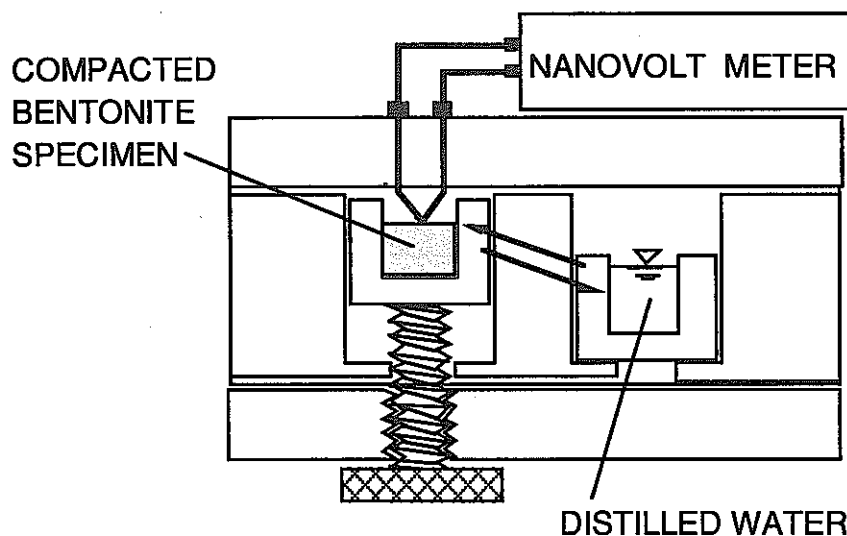 NANOVOLT METER
COMPACTED
BENTONITE
SPECIMEN
DISTILLED WATER